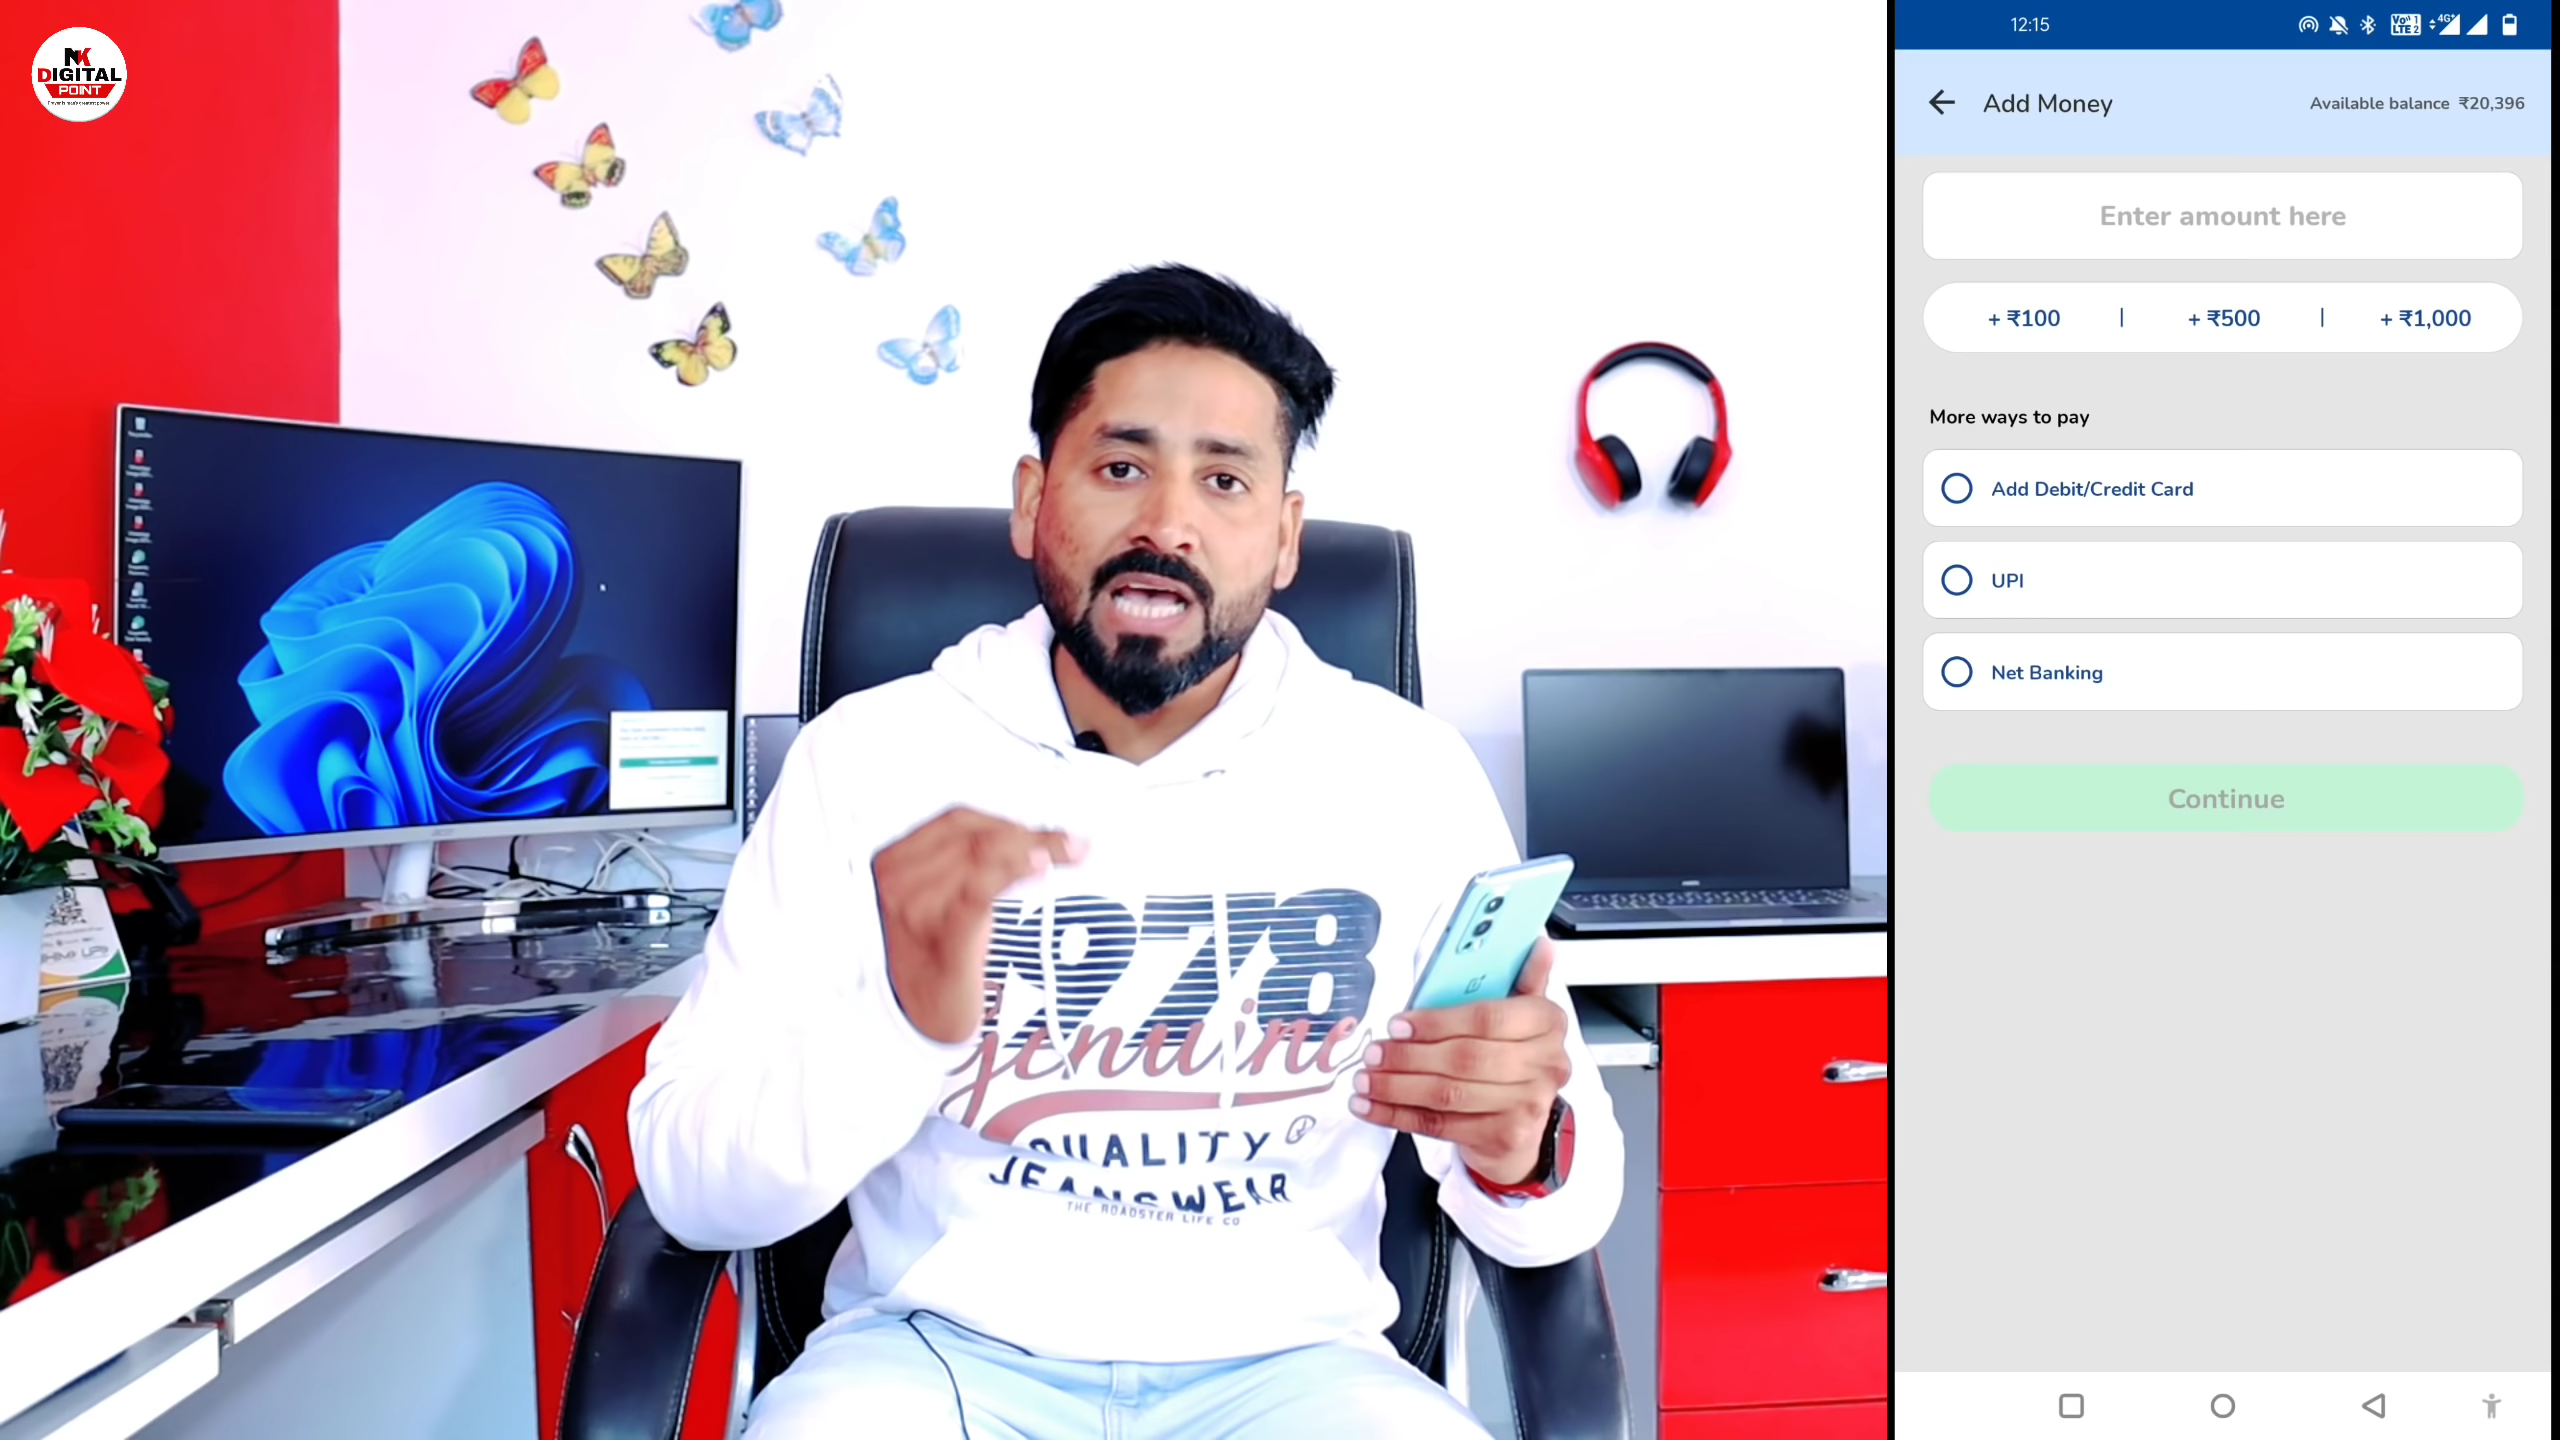 NK
DIGITAL
POINT
1978
Genuine
QUALITY
JEANSWEAR
THE ROADSTER LIFE CO
12:15
Add Money
Available balance ₹20,396
Enter amount here
+ ₹100 | + ₹500 | + ₹1,000
More ways to pay
Add Debit/Credit Card
UPI
Net Banking
Continue